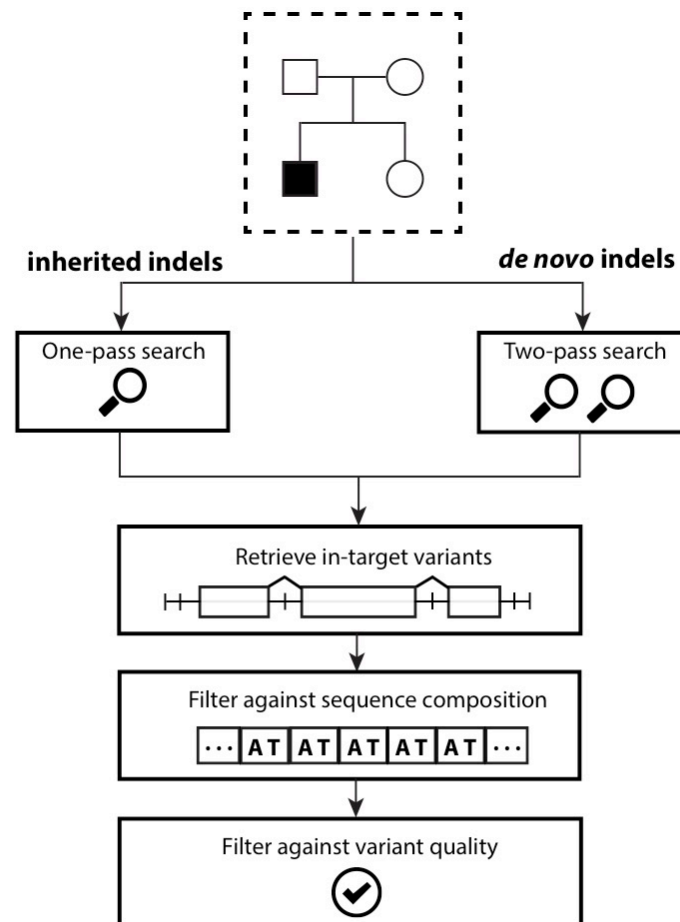 inherited indels
de novo indels
One-pass search
Two-pass search
Retrieve in-target variants
Filter against sequence composition
... AT AT AT AT AT ...
Filter against variant quality